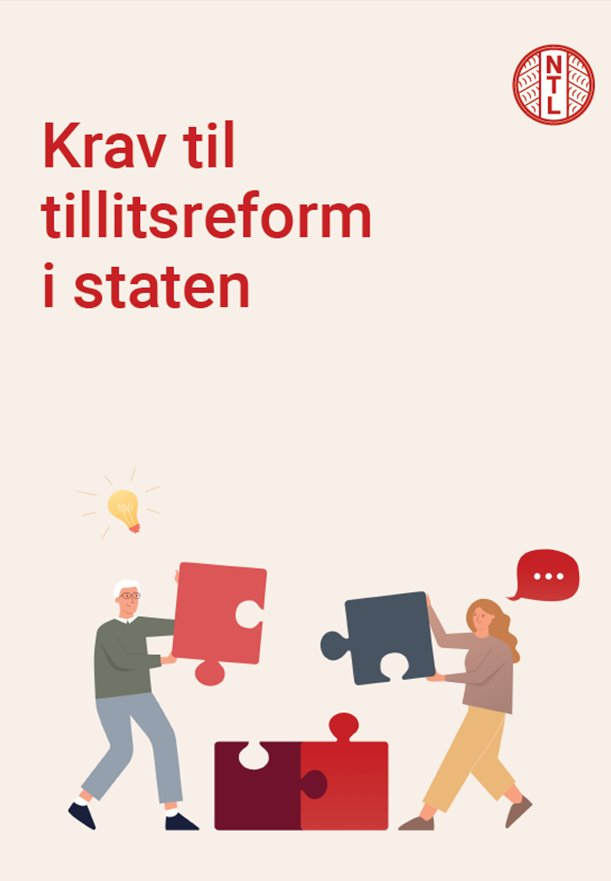 NTL
Krav til
tillitsreform
i staten